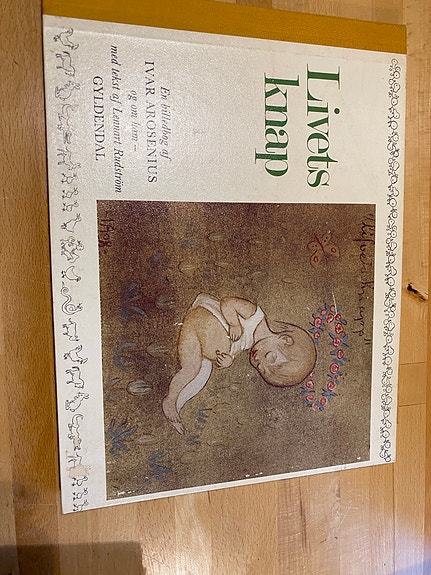 Livets
knap
En billedbog af
IVAR AROSENIUS
og om ham –
med tekst af Lennart Rudström
GYLDENDAL